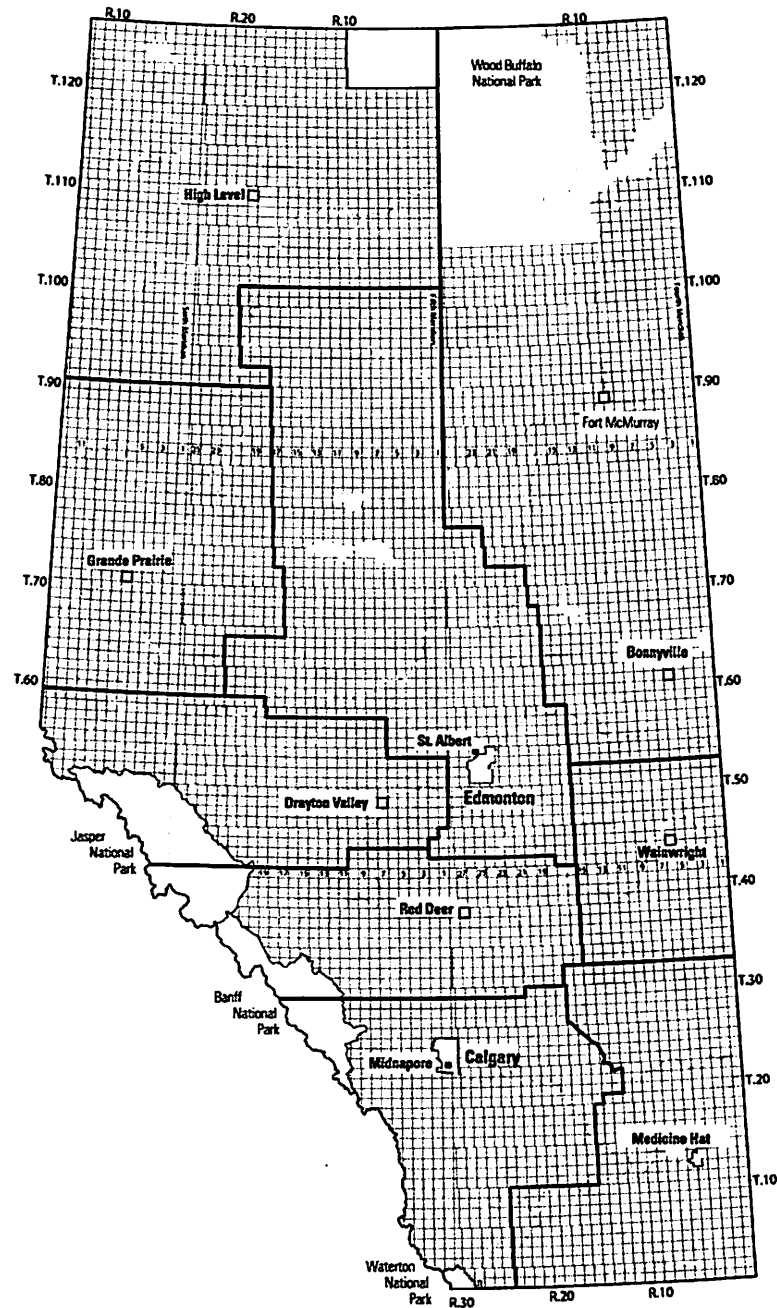 R.10
R.20
R.10
R.10
T.120
Wood Buffalo
National Park
T.120
T.110
High Level
T.110
T.100
T.100
T.90
T.90
Fort McMurray
T.80
T.80
Grande Prairie
T.70
T.70
Bonnyville
T.60
T.60
St. Albert
T.50
Drayton Valley
Edmonton
Jasper
National
Park
Wainwright
T.40
Red Deer
T.30
Banff
National
Park
Midnapore
Calgary
T.20
Medicine Hat
T.10
Waterton
National
Park
R.30
R.20
R.10